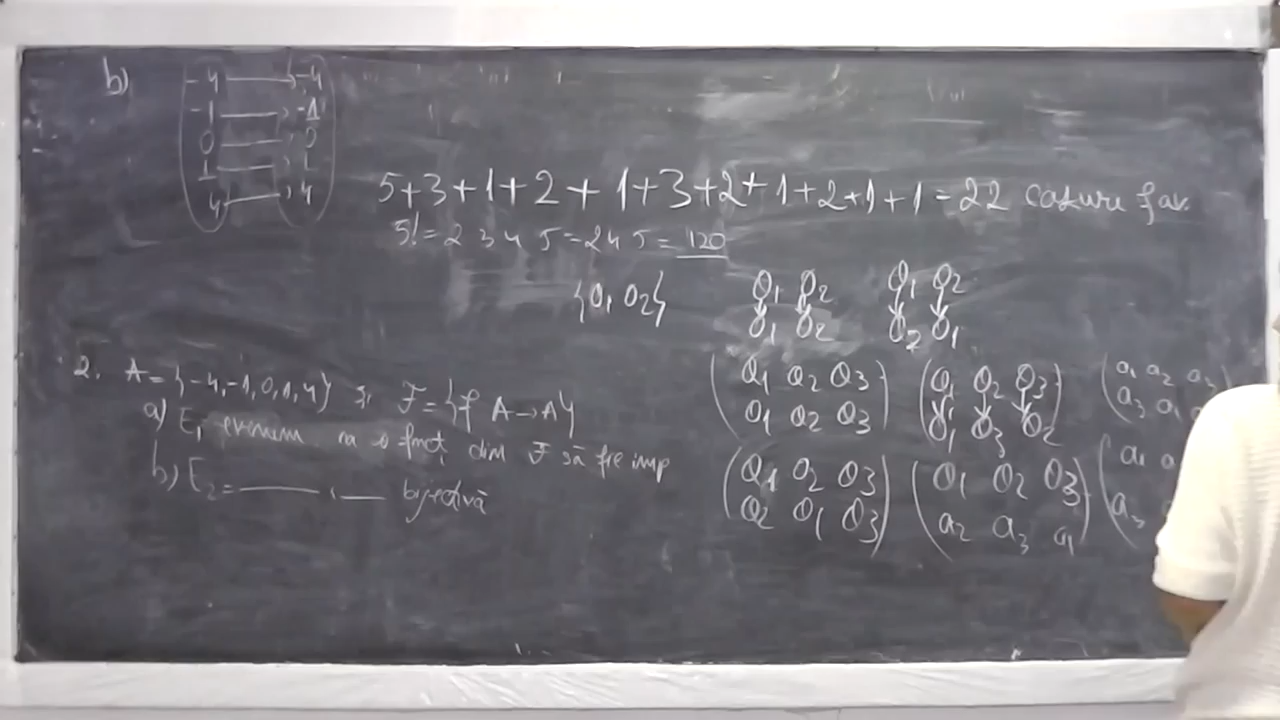 b)
-4 → -4
-1 → -1
0 → 0
1 → 1
4 → 4
5+3+1+2+1+3+2+1+2+1+1=22 cazuri fav.
5!=2 3 4 5=24 5=120
{a1 a2}
a1 a2
a1 a2
a1 a2
a2 a1
2. A={-4,-1,0,1,4} și F={f A→A}
a) E1 evenim ca o funcț din F să fie imp
b) E2= bijectivă
(a1 a2 a3
a1 a2 a3)
(a1 a2 a3
a1 a3 a2)
(a1 a2 a3
a3 a1
(a1 a2 a3
a2 a1 a3)
(a1 a2 a3
a2 a3 a1)
(a1
a3